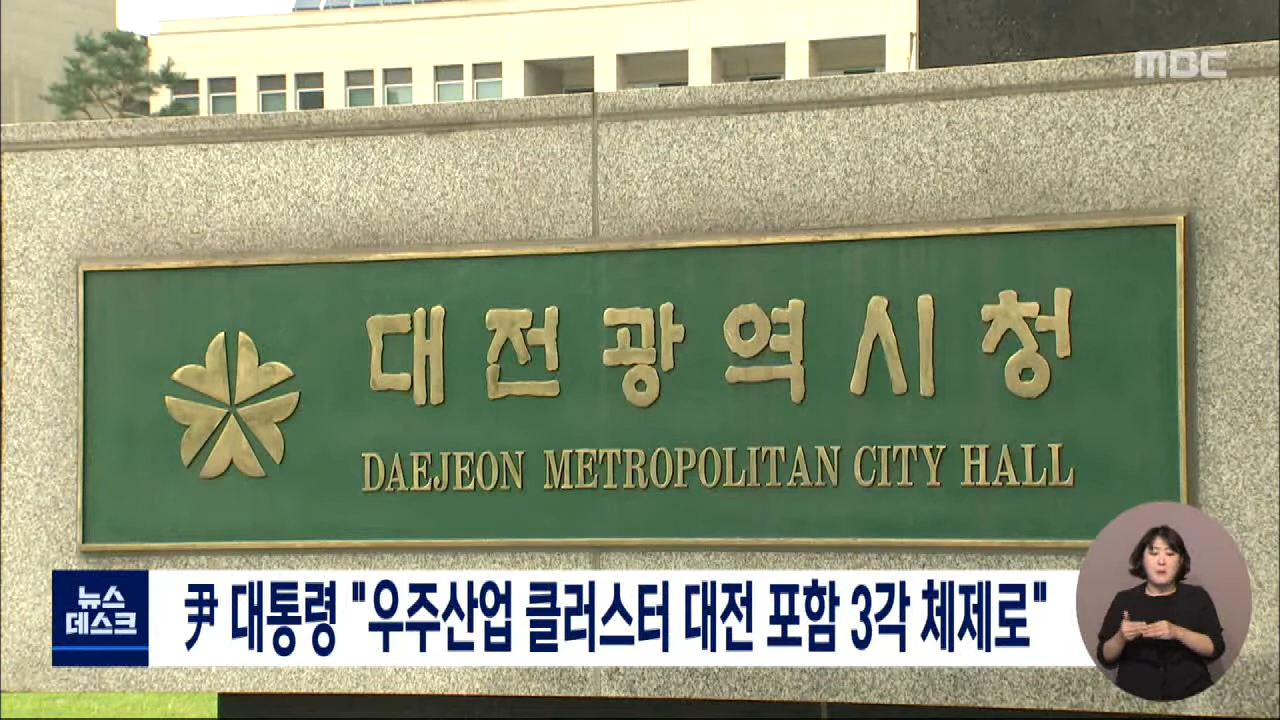 MBC
대전광역시청
DAEJEON METROPOLITAN CITY HALL
뉴스
데스크
尹 대통령 "우주산업 클러스터 대전 포함 3각 체제로"